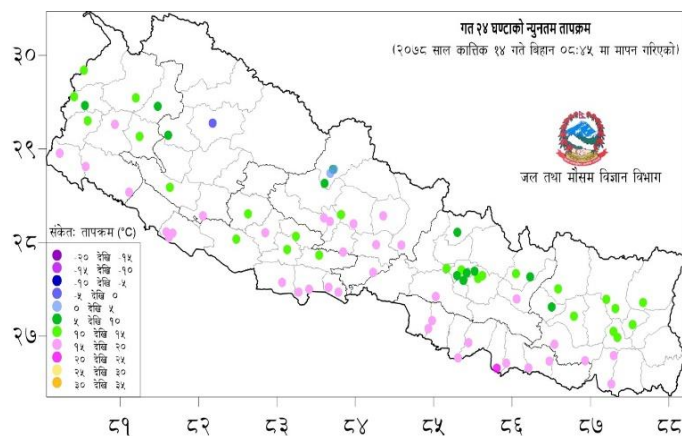 गत २४ घण्टाको न्युनतम तापक्रम
(२०७८ साल कात्तिक १४ गते बिहान ०८:४५ मा मापन गरिएको)
३०
२९
जल तथा मौसम विज्ञान विभाग
२८
संकेतः तापक्रम (°C)
-२० देखि -१५
-१५ देखि -१०
-१० देखि -५
-५ देखि ०
० देखि ५
५ देखि १०
१० देखि १५
१५ देखि २०
२० देखि २५
२५ देखि ३०
३० देखि ३५
२७
८१ ८२ ८३ ८४ ८५ ८६ ८७ ८८